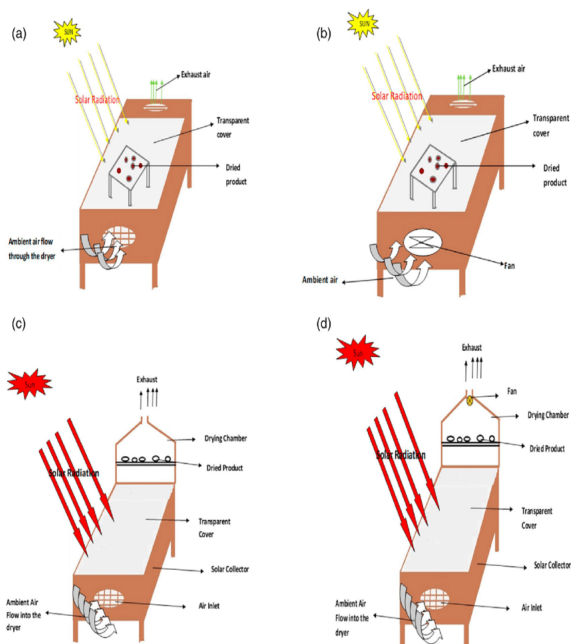 (a)
SUN
Exhaust air
Solar Radiation
Transparent
cover
Dried
product
Ambient air flow
through the dryer
(b)
SUN
Exhaust air
Solar Radiation
Transparent
cover
Dried
product
Fan
Ambient air
(c)
Sun
Exhaust
Drying Chamber
Dried Product
Solar Radiation
Transparent
Cover
Solar Collector
Ambient Air
Flow into the
dryer
Air Inlet
(d)
Sun
Exhaust
Fan
Drying Chamber
Dried Product
Solar Radiation
Transparent
Cover
Solar Collector
Ambient Air
Flow into the
dryer
Air Inlet